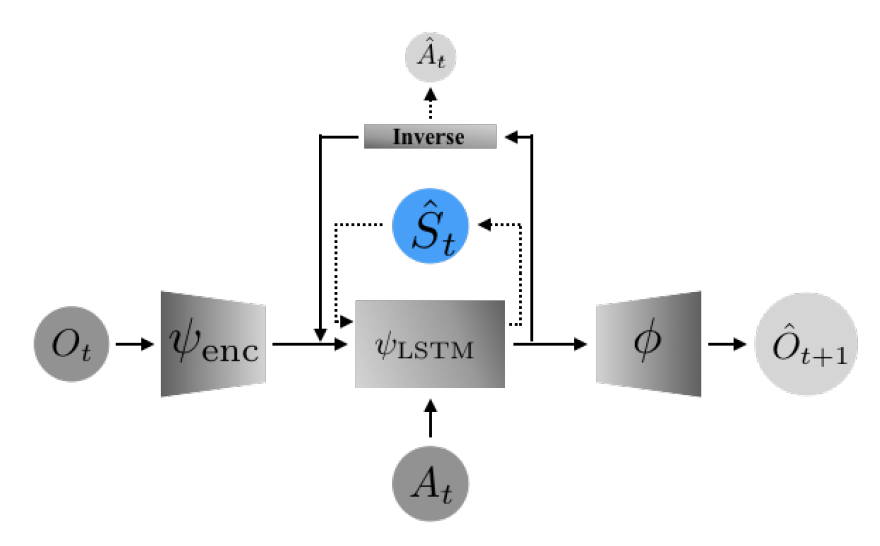 Â_t
Inverse
Ŝ_t
O_t
ψ_enc
ψ_LSTM
ϕ
Ô_{t+1}
A_t